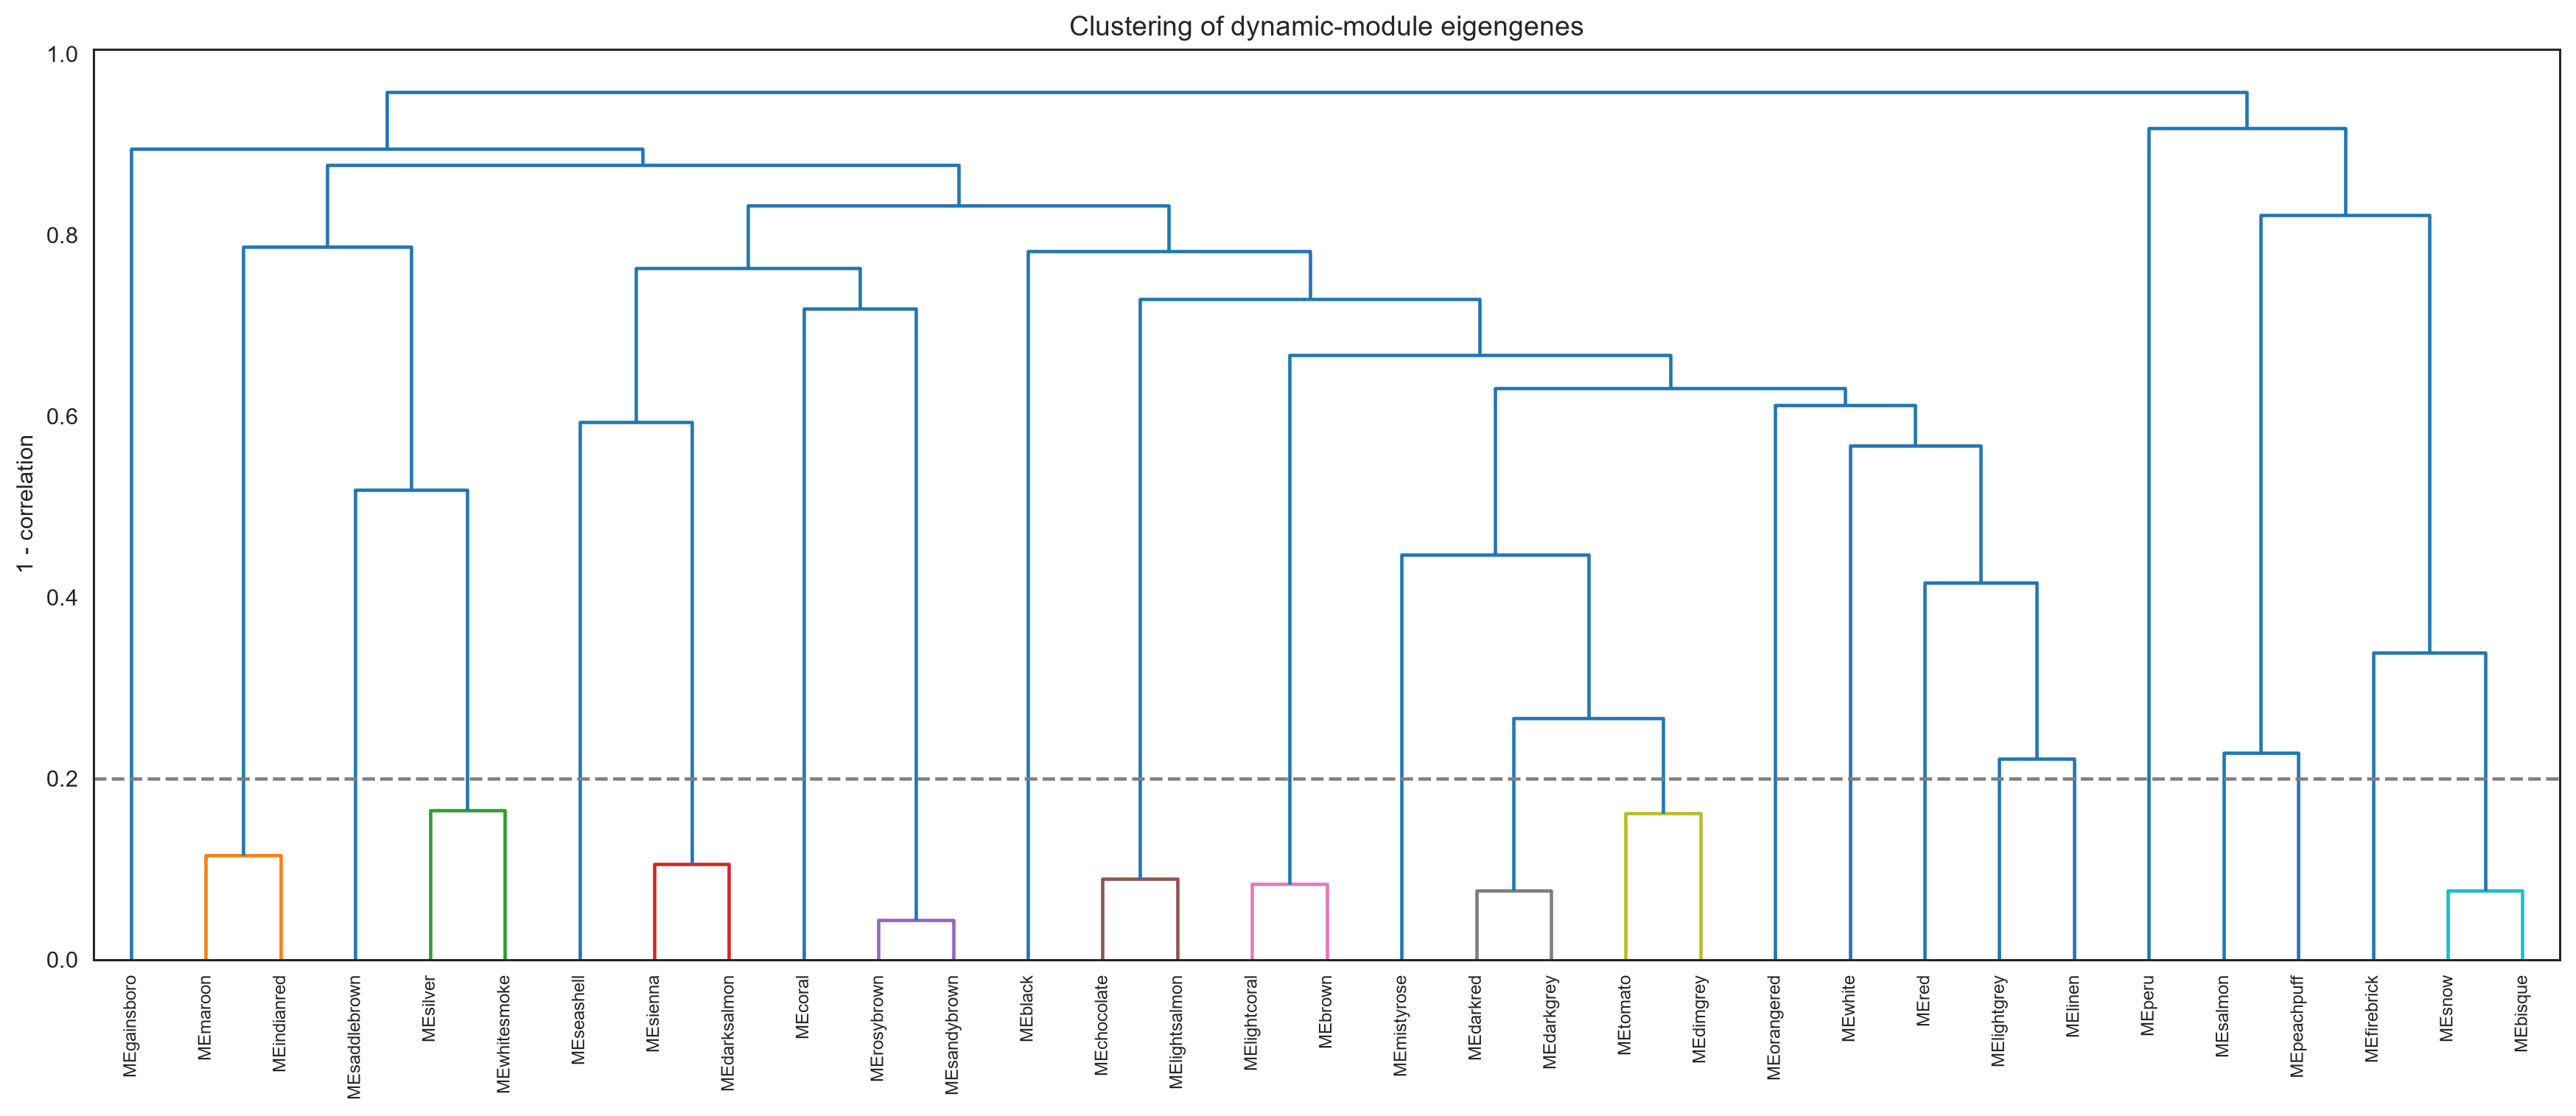 Clustering of dynamic-module eigengenes
1 - correlation
1.0
0.8
0.6
0.4
0.2
0.0
MEgainsboro
MEmaroon
MEindianred
MEsaddlebrown
MEsilver
MEwhitesmoke
MEseashell
MEsienna
MEdarksalmon
MEcoral
MErosybrown
MEsandybrown
MEblack
MEchocolate
MElightsalmon
MElightcoral
MEbrown
MEmistyrose
MEdarkred
MEdarkgrey
MEtomato
MEdimgrey
MEorangered
MEwhite
MEred
MElightgrey
MElinen
MEperu
MEsalmon
MEpeachpuff
MEfirebrick
MEsnow
MEbisque